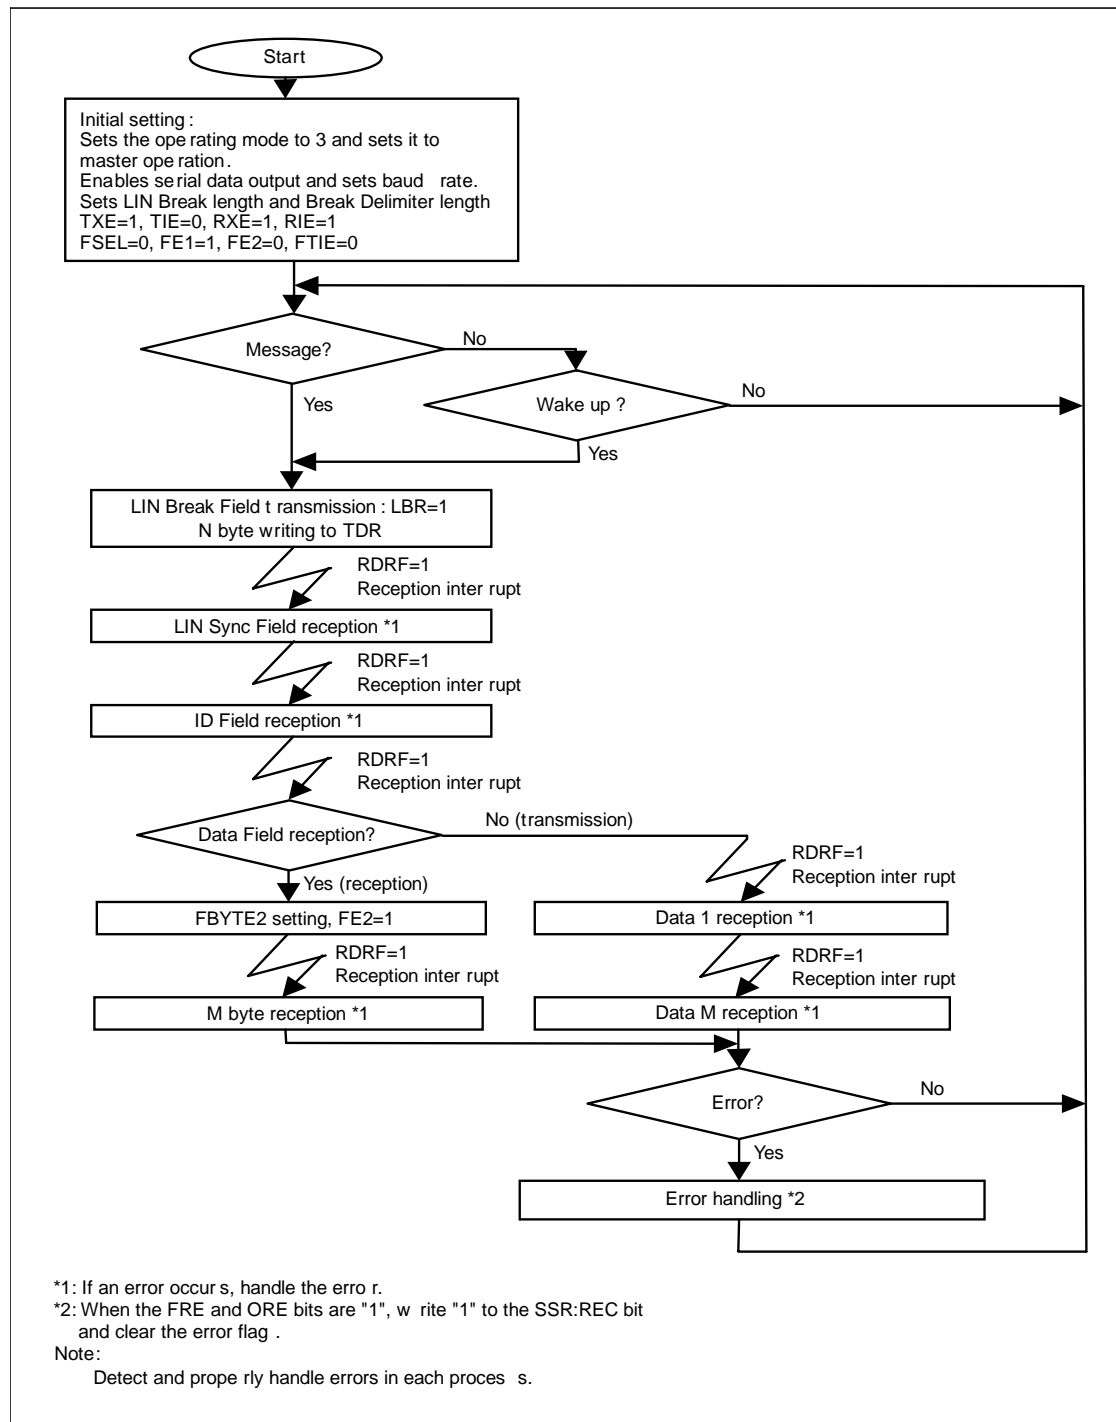 Start
Initial setting :
Sets the operating mode to 3 and sets it to
master operation.
Enables serial data output and sets baud rate.
Sets LIN Break length and Break Delimiter length
TXE=1, TIE=0, RXE=1, RIE=1
FSEL=0, FE1=1, FE2=0, FTIE=0
Message?
No
Wake up ?
No
Yes
Yes
LIN Break Field transmission : LBR=1
N byte writing to TDR
RDRF=1
Reception interrupt
LIN Sync Field reception *1
RDRF=1
Reception interrupt
ID Field reception *1
RDRF=1
Reception interrupt
Data Field reception?
No (transmission)
RDRF=1
Reception interrupt
Yes (reception)
FBYTE2 setting, FE2=1
Data 1 reception *1
RDRF=1
Reception interrupt
RDRF=1
Reception interrupt
M byte reception *1
Data M reception *1
Error?
No
Yes
Error handling *2
*1: If an error occurs, handle the error.
*2: When the FRE and ORE bits are "1", write "1" to the SSR:REC bit
and clear the error flag .
Note:
Detect and properly handle errors in each process.